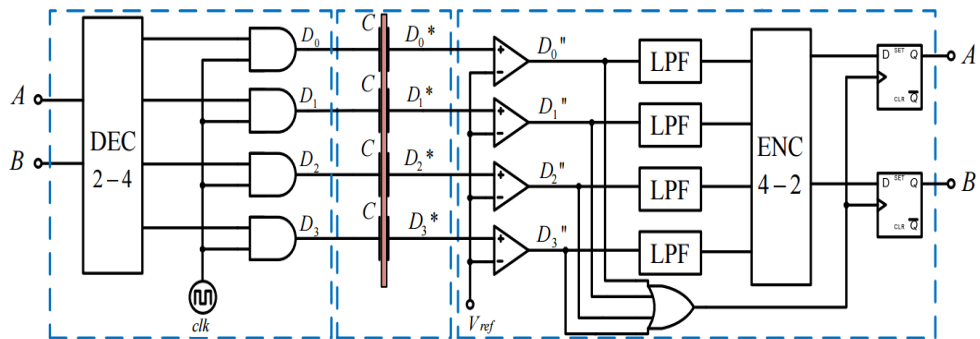 A
B
DEC
2-4
clk
D0
D1
D2
D3
C
C
C
C
D0*
D1*
D2*
D3*
+
-
+
-
+
-
+
-
Vref
D0"
D1"
D2"
D3"
LPF
LPF
LPF
LPF
ENC
4-2
D SET Q
CLR Q̅
A
D SET Q
CLR Q̅
B